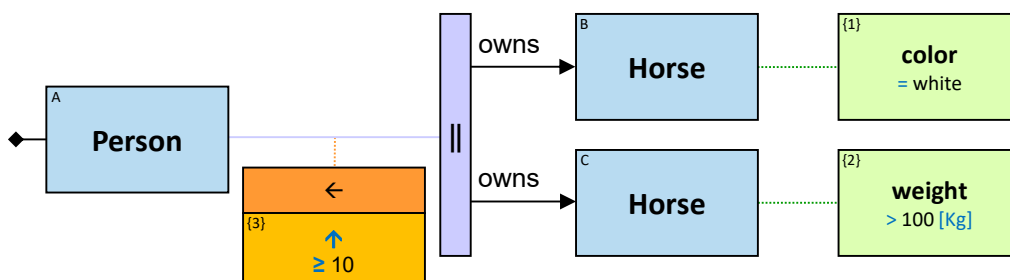 A
Person
{3}
←
↑
≥ 10
||
owns
B
Horse
{1}
color
= white
owns
C
Horse
{2}
weight
> 100 [Kg]